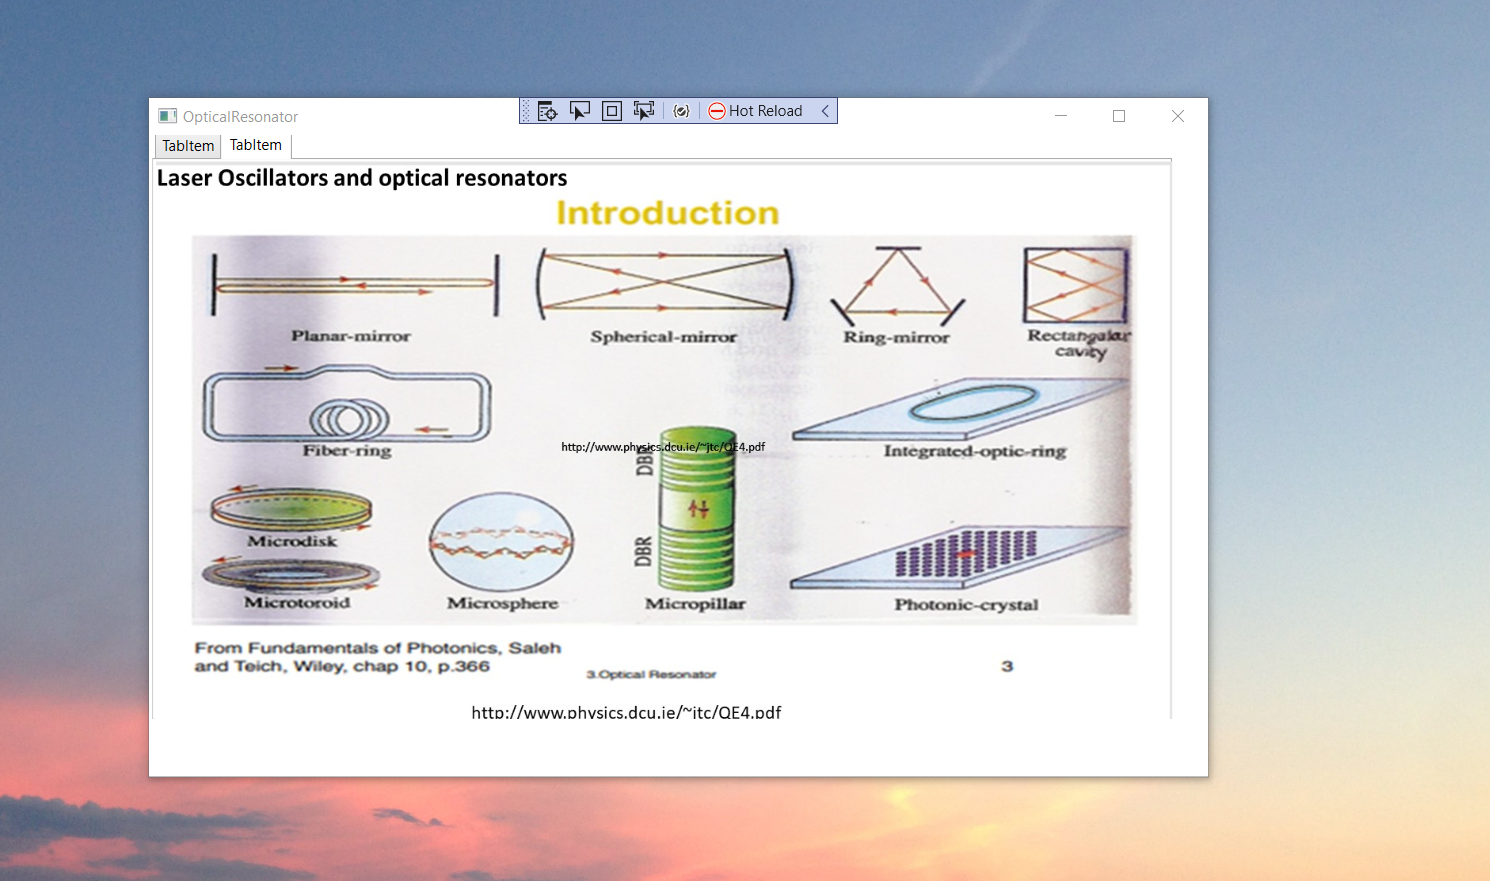 OpticalResonator
Hot Reload
TabItem TabItem
Laser Oscillators and optical resonators
Introduction
Planar-mirror
Spherical-mirror
Ring-mirror
Rectangular
cavity
Fiber-ring
http://www.physics.dcu.ie/~jtc/QE4.pdf
DBR
Integrated-optic-ring
Microdisk
DBR
Microtoroid
Microsphere
Micropillar
Photonic-crystal
From Fundamentals of Photonics, Saleh
and Teich, Wiley, chap 10, p.366
3.Optical Resonator
3
http://www.physics.dcu.ie/~jtc/QE4.pdf